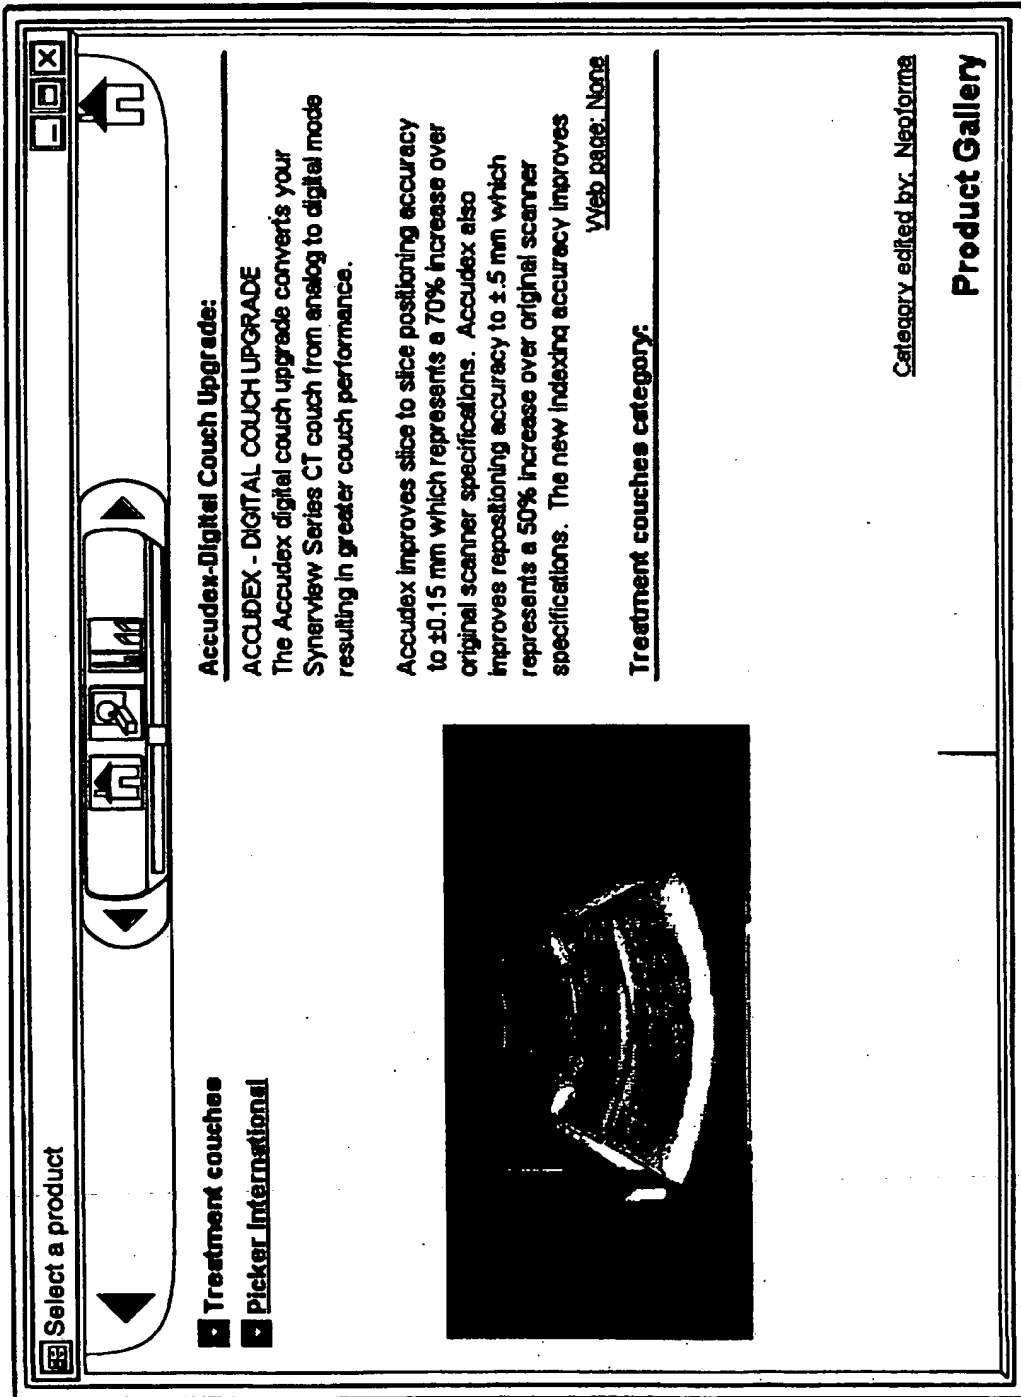 Select a product
Treatment couches
Picker International
Accudex-Digital Couch Upgrade:
ACCUDEX - DIGITAL COUCH UPGRADE
The Accudex digital couch upgrade converts your
Synerview Series CT couch from analog to digital mode
resulting in greater couch performance.
Accudex improves slice to slice positioning accuracy
to ±0.15 mm which represents a 70% increase over
original scanner specifications. Accudex also
improves repositioning accuracy to ±.5 mm which
represents a 50% increase over original scanner
specifications. The new indexing accuracy improves
Web page: None
Treatment couches category:
Category edited by: Neoforma
Product Gallery